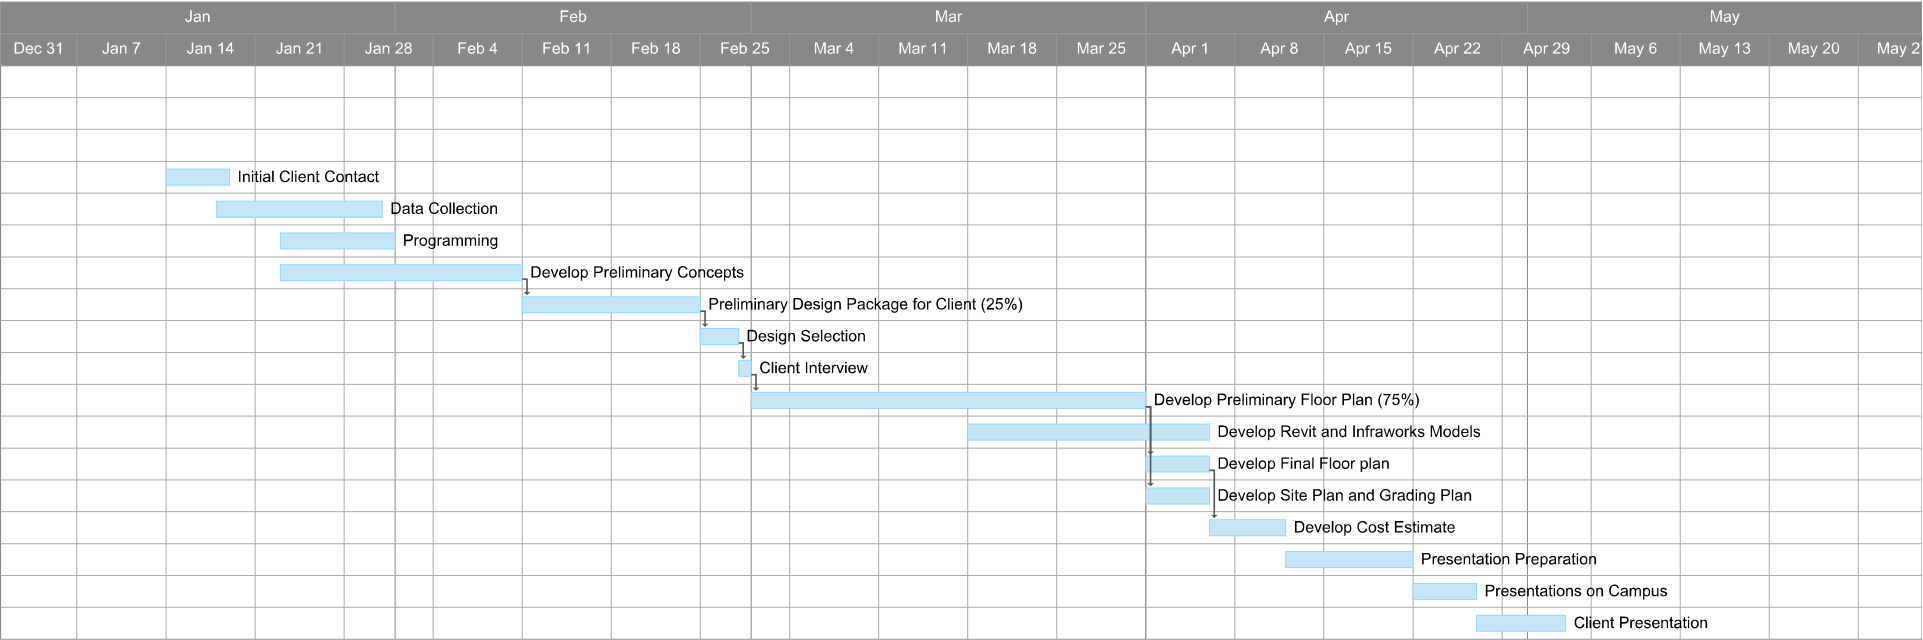 Jan Feb Mar Apr May
Dec 31 Jan 7 Jan 14 Jan 21 Jan 28 Feb 4 Feb 11 Feb 18 Feb 25 Mar 4 Mar 11 Mar 18 Mar 25 Apr 1 Apr 8 Apr 15 Apr 22 Apr 29 May 6 May 13 May 20 May 27
Initial Client Contact
Data Collection
Programming
Develop Preliminary Concepts
Preliminary Design Package for Client (25%)
Design Selection
Client Interview
Develop Preliminary Floor Plan (75%)
Develop Revit and Infraworks Models
Develop Final Floor plan
Develop Site Plan and Grading Plan
Develop Cost Estimate
Presentation Preparation
Presentations on Campus
Client Presentation